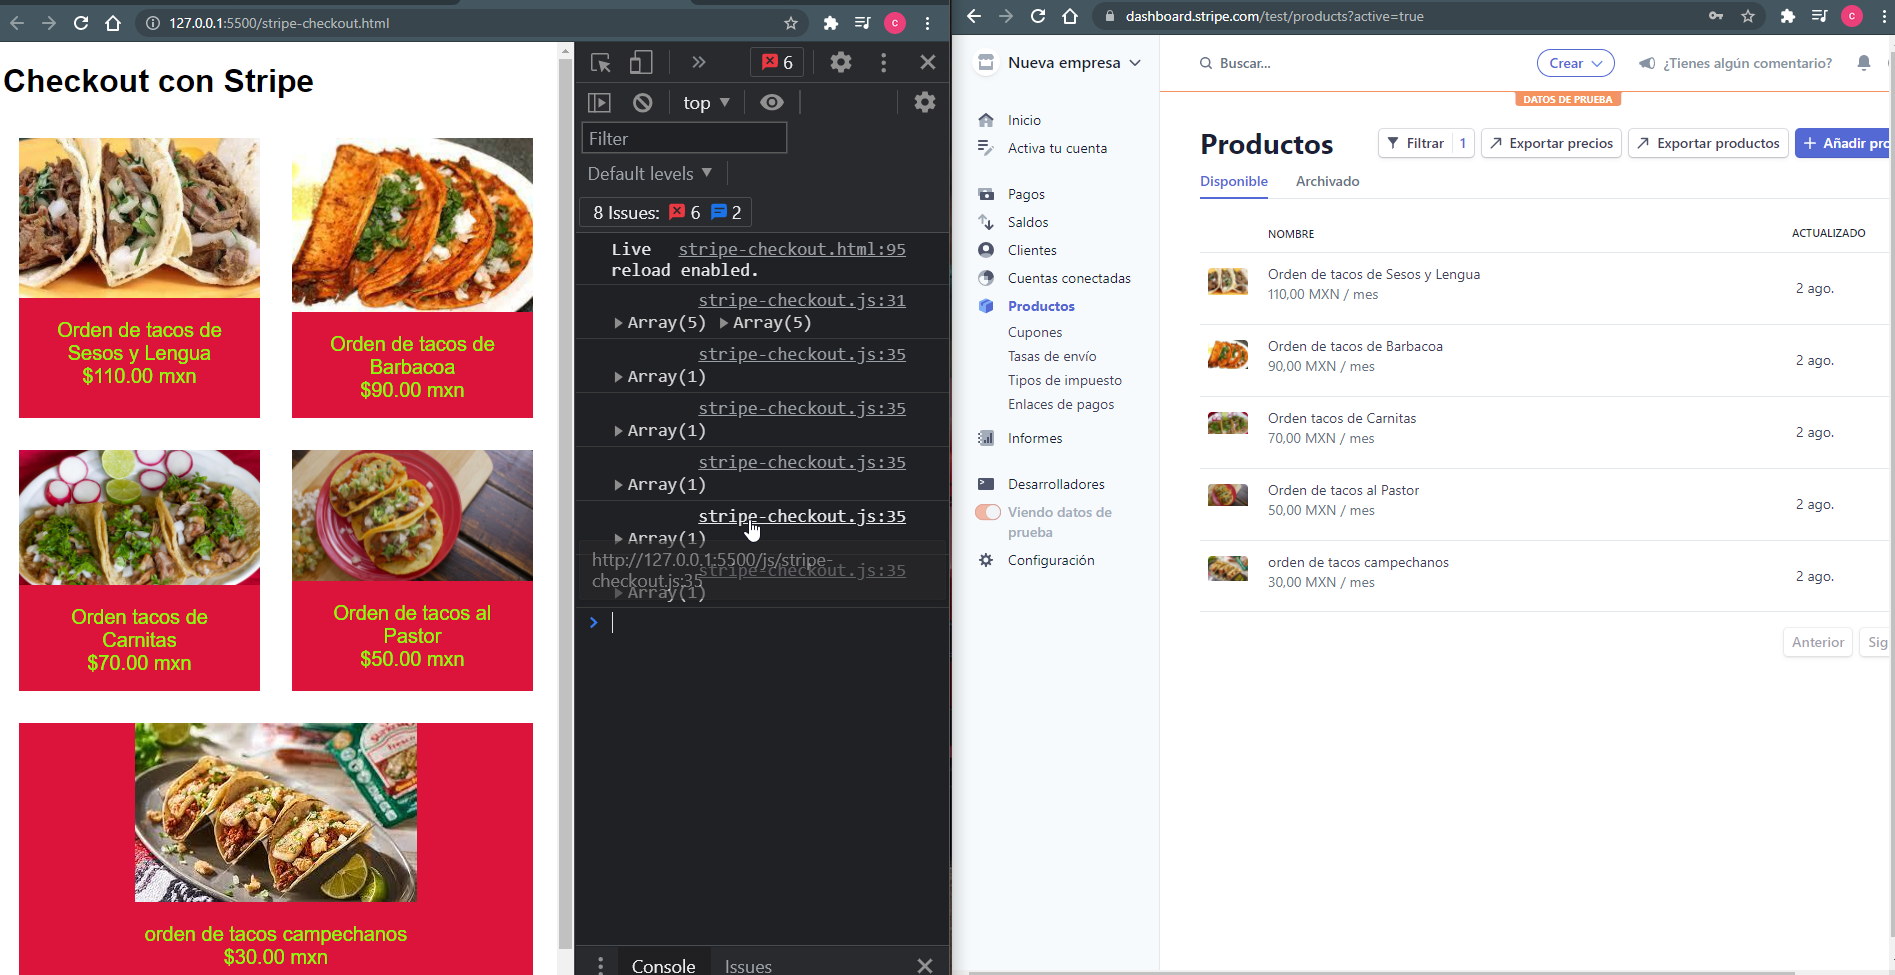 127.0.0.1:5500/stripe-checkout.html
C
Checkout con Stripe
Orden de tacos de
Sesos y Lengua
$110.00 mxn
Orden de tacos de
Barbacoa
$90.00 mxn
Orden tacos de
Carnitas
$70.00 mxn
Orden de tacos al
Pastor
$50.00 mxn
orden de tacos campechanos
$30.00 mxn
6
top
Filter
Default levels
8 Issues: 6 2
Live stripe-checkout.html:95
reload enabled.
stripe-checkout.js:31
Array(5) Array(5)
stripe-checkout.js:35
Array(1)
stripe-checkout.js:35
Array(1)
stripe-checkout.js:35
Array(1)
stripe-checkout.js:35
Array(1)
http://127.0.0.1:5500/js/stripe-
checkout.js:35
stripe-checkout.js:35
Array(1)
Console Issues
dashboard.stripe.com/test/products?active=true
C
Nueva empresa
Buscar...
Crear
¿Tienes algún comentario?
DATOS DE PRUEBA
Inicio
Activa tu cuenta
Pagos
Saldos
Clientes
Cuentas conectadas
Productos
Cupones
Tasas de envío
Tipos de impuesto
Enlaces de pagos
Informes
Desarrolladores
Viendo datos de
prueba
Configuración
Productos
Filtrar 1
Exportar precios
Exportar productos
+ Añadir pro
Disponible Archivado
NOMBRE ACTUALIZADO
Orden de tacos de Sesos y Lengua
110,00 MXN / mes
2 ago.
Orden de tacos de Barbacoa
90,00 MXN / mes
2 ago.
Orden tacos de Carnitas
70,00 MXN / mes
2 ago.
Orden de tacos al Pastor
50,00 MXN / mes
2 ago.
orden de tacos campechanos
30,00 MXN / mes
2 ago.
Anterior Sig